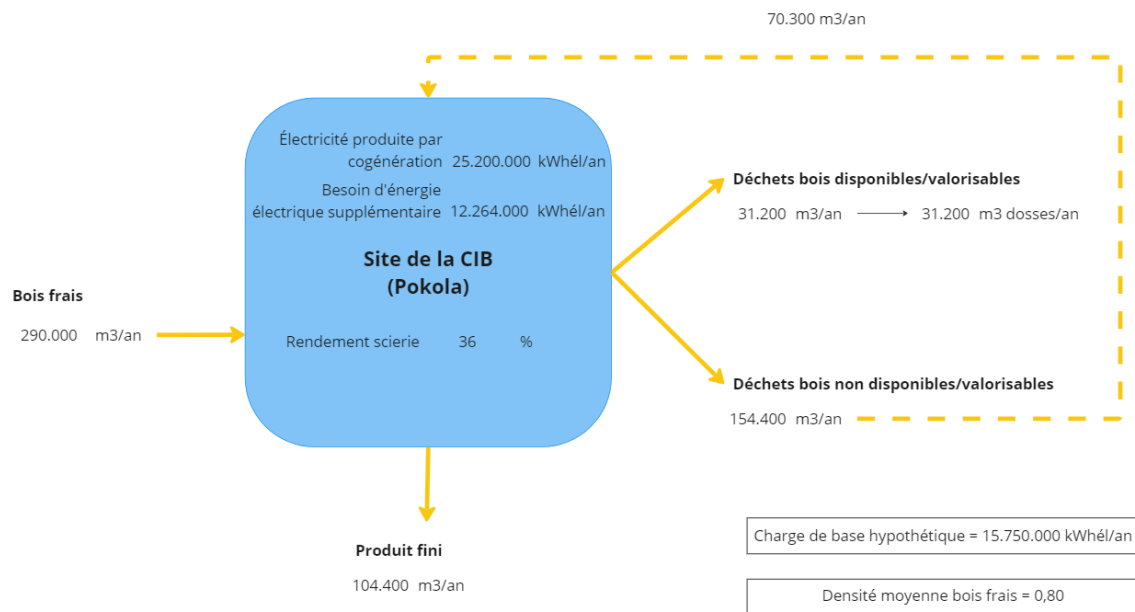 70.300 m3/an
Électricité produite par
cogénération 25.200.000 kWhél/an
Besoin d'énergie
électrique supplémentaire 12.264.000 kWhél/an
Site de la CIB
(Pokola)
Rendement scierie 36 %
Bois frais
290.000 m3/an
Déchets bois disponibles/valorisables
31.200 m3/an 31.200 m3 dosses/an
Déchets bois non disponibles/valorisables
154.400 m3/an
Produit fini
104.400 m3/an
Charge de base hypothétique = 15.750.000 kWhél/an
Densité moyenne bois frais = 0,80